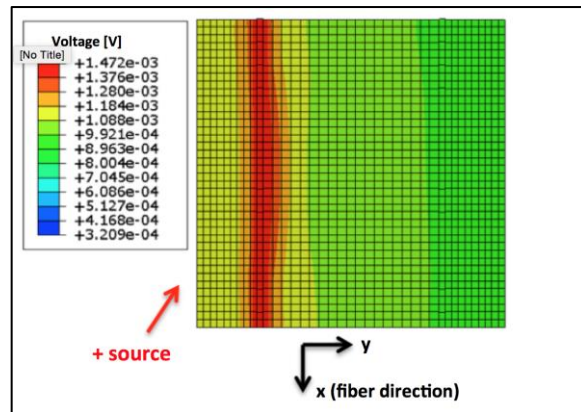 Voltage [V]
[No Title]
+1.472e-03
+1.376e-03
+1.280e-03
+1.184e-03
+1.088e-03
+9.921e-04
+8.963e-04
+8.004e-04
+7.045e-04
+6.086e-04
+5.127e-04
+4.168e-04
+3.209e-04
+ source
y
x (fiber direction)